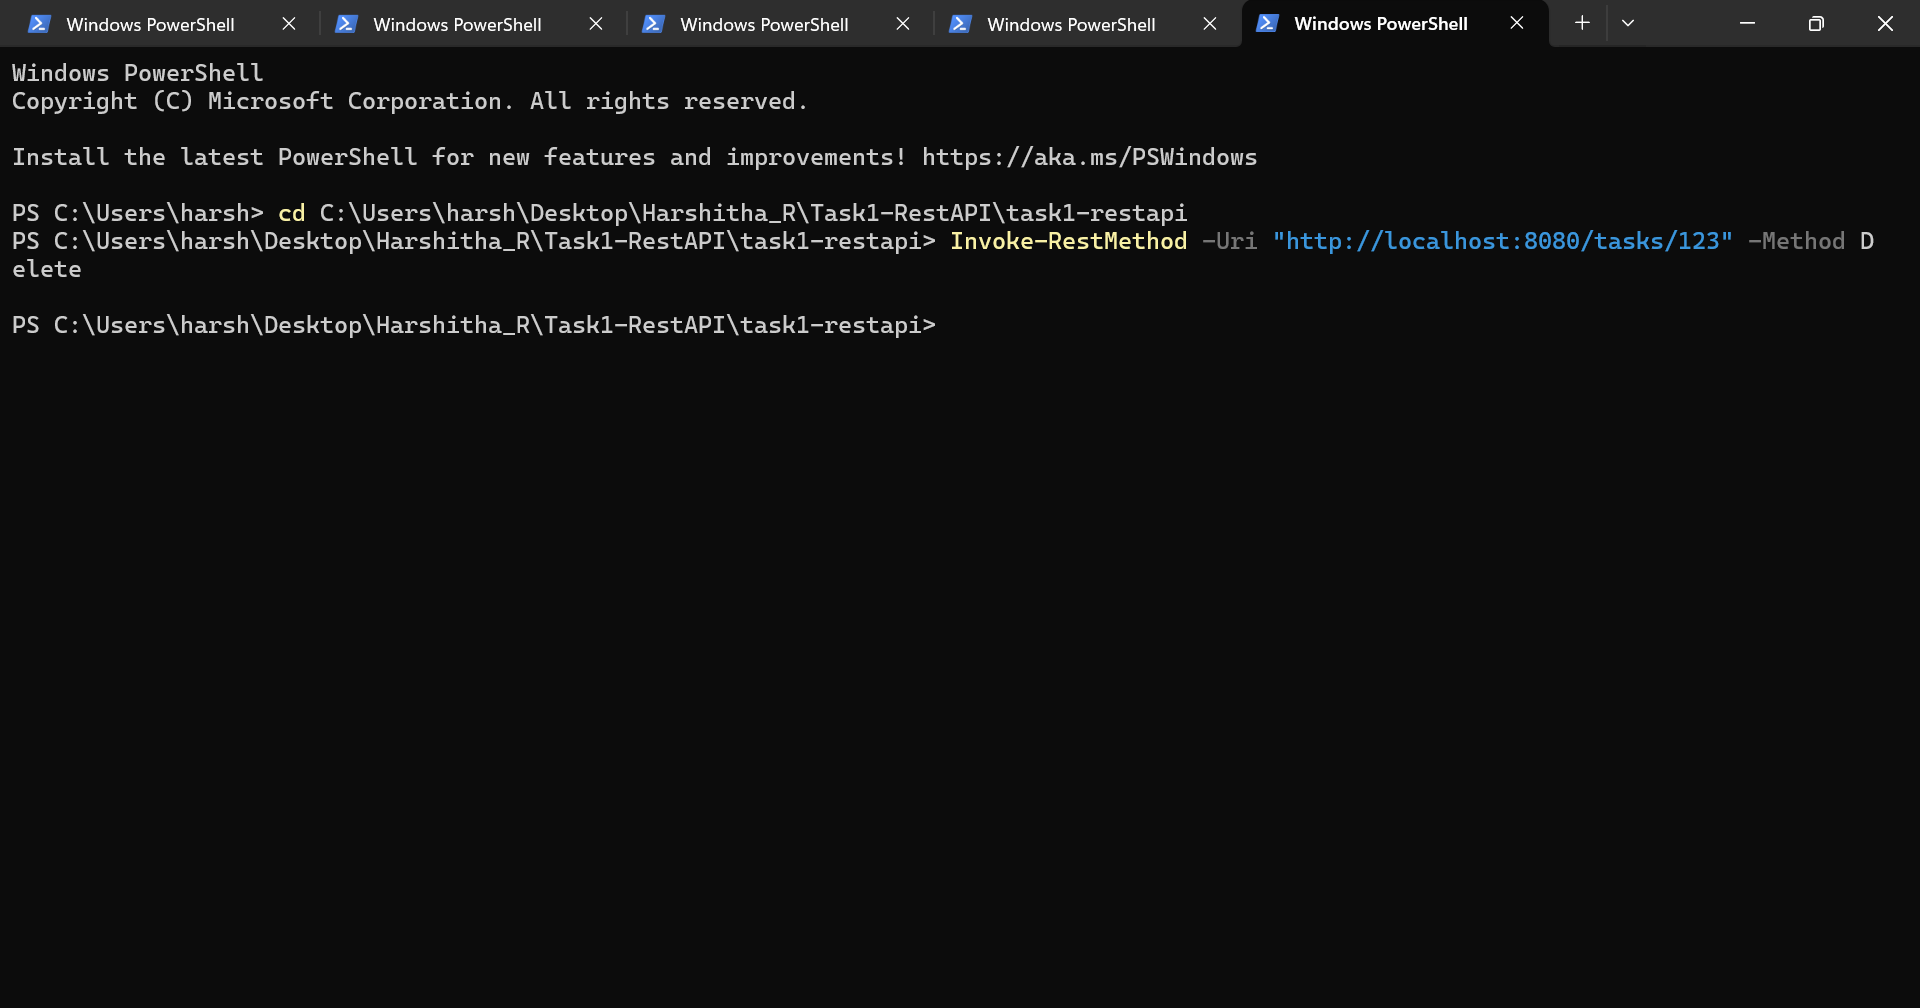 Windows PowerShell
Windows PowerShell
Windows PowerShell
Windows PowerShell
Windows PowerShell
Windows PowerShell
Copyright (C) Microsoft Corporation. All rights reserved.
Install the latest PowerShell for new features and improvements! https://aka.ms/PSWindows
PS C:\Users\harsh> cd C:\Users\harsh\Desktop\Harshitha_R\Task1-RestAPI\task1-restapi
PS C:\Users\harsh\Desktop\Harshitha_R\Task1-RestAPI\task1-restapi> Invoke-RestMethod -Uri "http://localhost:8080/tasks/123" -Method D
elete
PS C:\Users\harsh\Desktop\Harshitha_R\Task1-RestAPI\task1-restapi>